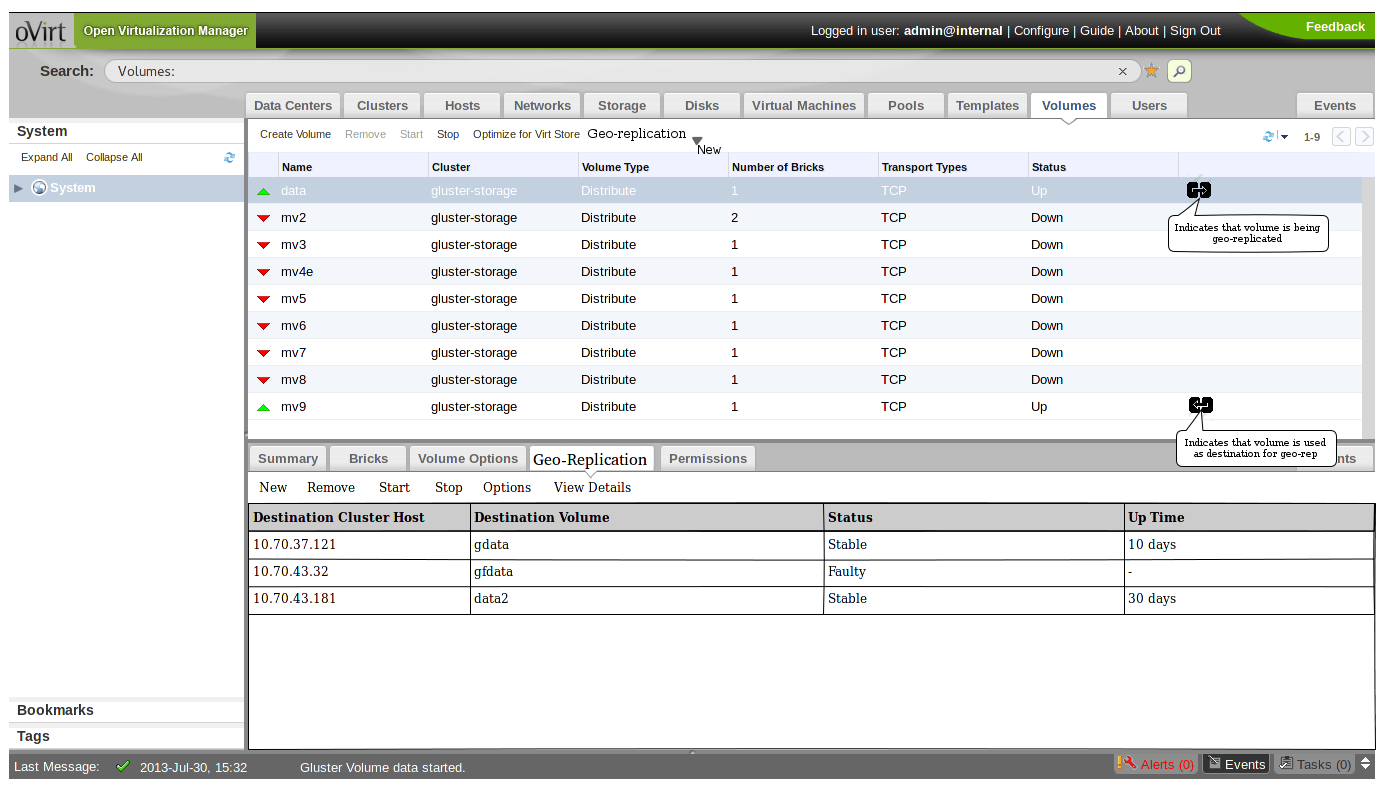 oVirt Open Virtualization Manager Logged in user: admin@internal | Configure | Guide | About | Sign Out Feedback
Search: Volumes:
Data Centers Clusters Hosts Networks Storage Disks Virtual Machines Pools Templates Volumes Users Events
System
Create Volume Remove Start Stop Optimize for Virt Store Geo-replication 1-9
New
Expand All Collapse All
Name Cluster Volume Type Number of Bricks Transport Types Status
System
data gluster-storage Distribute 1 TCP Up
mv2 gluster-storage Distribute 2 TCP Down
Indicates that volume is being
geo-replicated
mv3 gluster-storage Distribute 1 TCP Down
mv4e gluster-storage Distribute 1 TCP Down
mv5 gluster-storage Distribute 1 TCP Down
mv6 gluster-storage Distribute 1 TCP Down
mv7 gluster-storage Distribute 1 TCP Down
mv8 gluster-storage Distribute 1 TCP Down
mv9 gluster-storage Distribute 1 TCP Up
Indicates that volume is used
as destination for geo-rep
Summary Bricks Volume Options Geo-Replication Permissions nts
New Remove Start Stop Options View Details
Destination Cluster Host Destination Volume Status Up Time
10.70.37.121 gdata Stable 10 days
10.70.43.32 gfdata Faulty -
10.70.43.181 data2 Stable 30 days
Bookmarks
Tags
Last Message: 2013-Jul-30, 15:32 Gluster Volume data started. Alerts (0) Events Tasks (0)